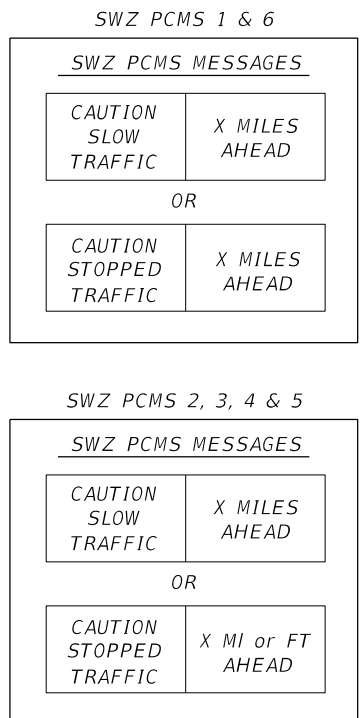 SWZ PCMS 1 & 6
SWZ PCMS MESSAGES
CAUTION
SLOW
TRAFFIC
X MILES
AHEAD
OR
CAUTION
STOPPED
TRAFFIC
X MILES
AHEAD
SWZ PCMS 2, 3, 4 & 5
SWZ PCMS MESSAGES
CAUTION
SLOW
TRAFFIC
X MILES
AHEAD
OR
CAUTION
STOPPED
TRAFFIC
X MI or FT
AHEAD